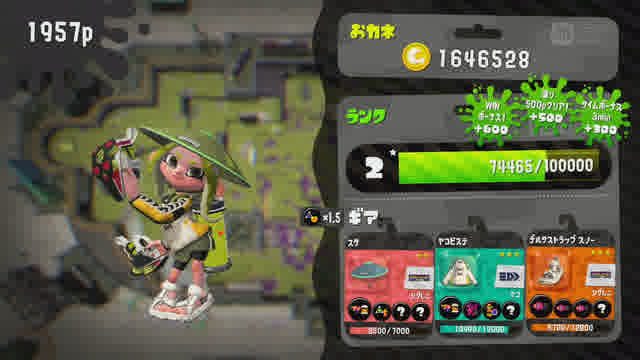 1957p
おカネ
1646528
ランク
WIN
ボーナス!
+600
塗り
500pクリア!
+500
タイムボーナス
3min
+300
2
74465/100000
×1.5
ギア
スゲ
ヤコビステ
デルタストラップ スノー
? ?
?
? ?
/7000